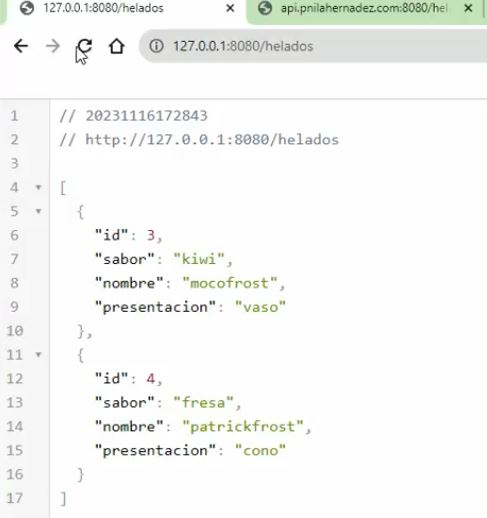 127.0.0.1:8080/helados
api.pnilahernadez.com:8080/hel
127.0.0.1:8080/helados
1 // 20231116172843
2 // http://127.0.0.1:8080/helados
3
4 [
5 {
6 "id": 3,
7 "sabor": "kiwi",
8 "nombre": "mocofrost",
9 "presentacion": "vaso"
10 },
11 {
12 "id": 4,
13 "sabor": "fresa",
14 "nombre": "patrickfrost",
15 "presentacion": "cono"
16 }
17 ]